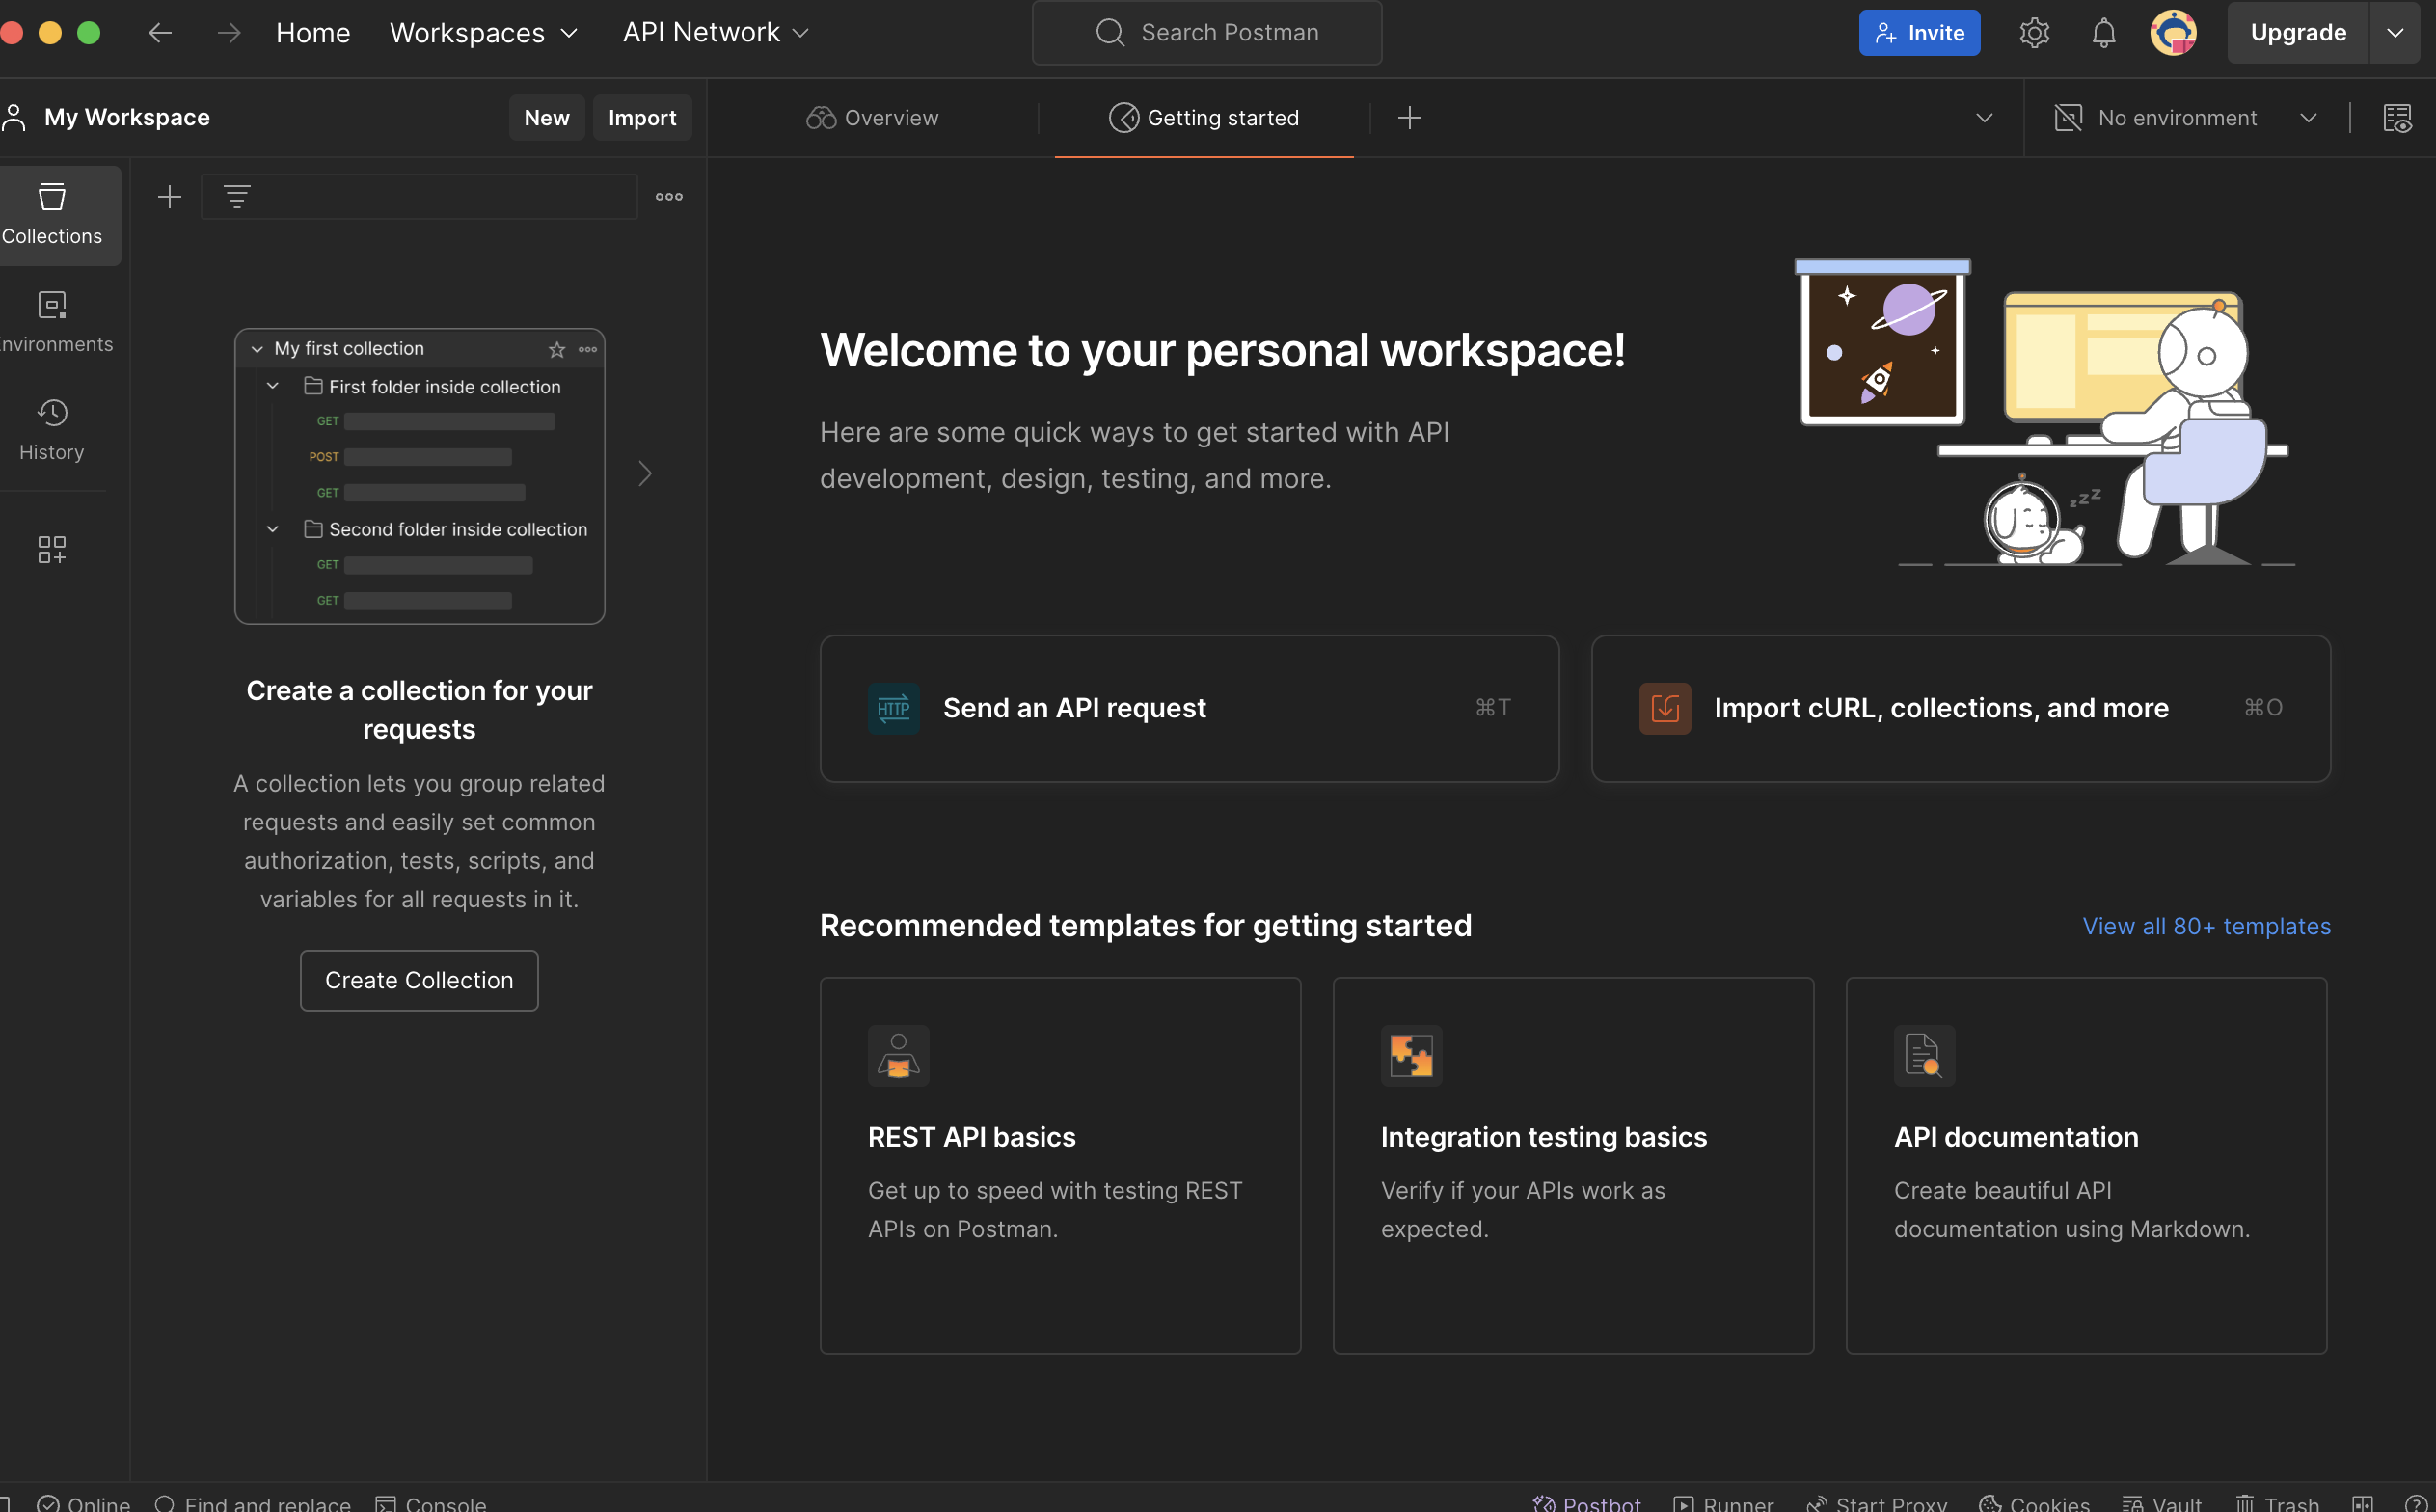 Home Workspaces API Network Search Postman Invite Upgrade
My Workspace New Import Overview Getting started No environment
Collections
Environments
History
My first collection
First folder inside collection
GET
POST
GET
Second folder inside collection
GET
GET
Create a collection for your
requests
A collection lets you group related
requests and easily set common
authorization, tests, scripts, and
variables for all requests in it.
Create Collection
Welcome to your personal workspace!
Here are some quick ways to get started with API
development, design, testing, and more.
z z Z
HTTP Send an API request ⌘T
Import cURL, collections, and more ⌘O
Recommended templates for getting started View all 80+ templates
REST API basics
Get up to speed with testing REST
APIs on Postman.
Integration testing basics
Verify if your APIs work as
expected.
API documentation
Create beautiful API
documentation using Markdown.
Online Find and replace Console Postbot Runner Start Proxy Cookies Vault Trash